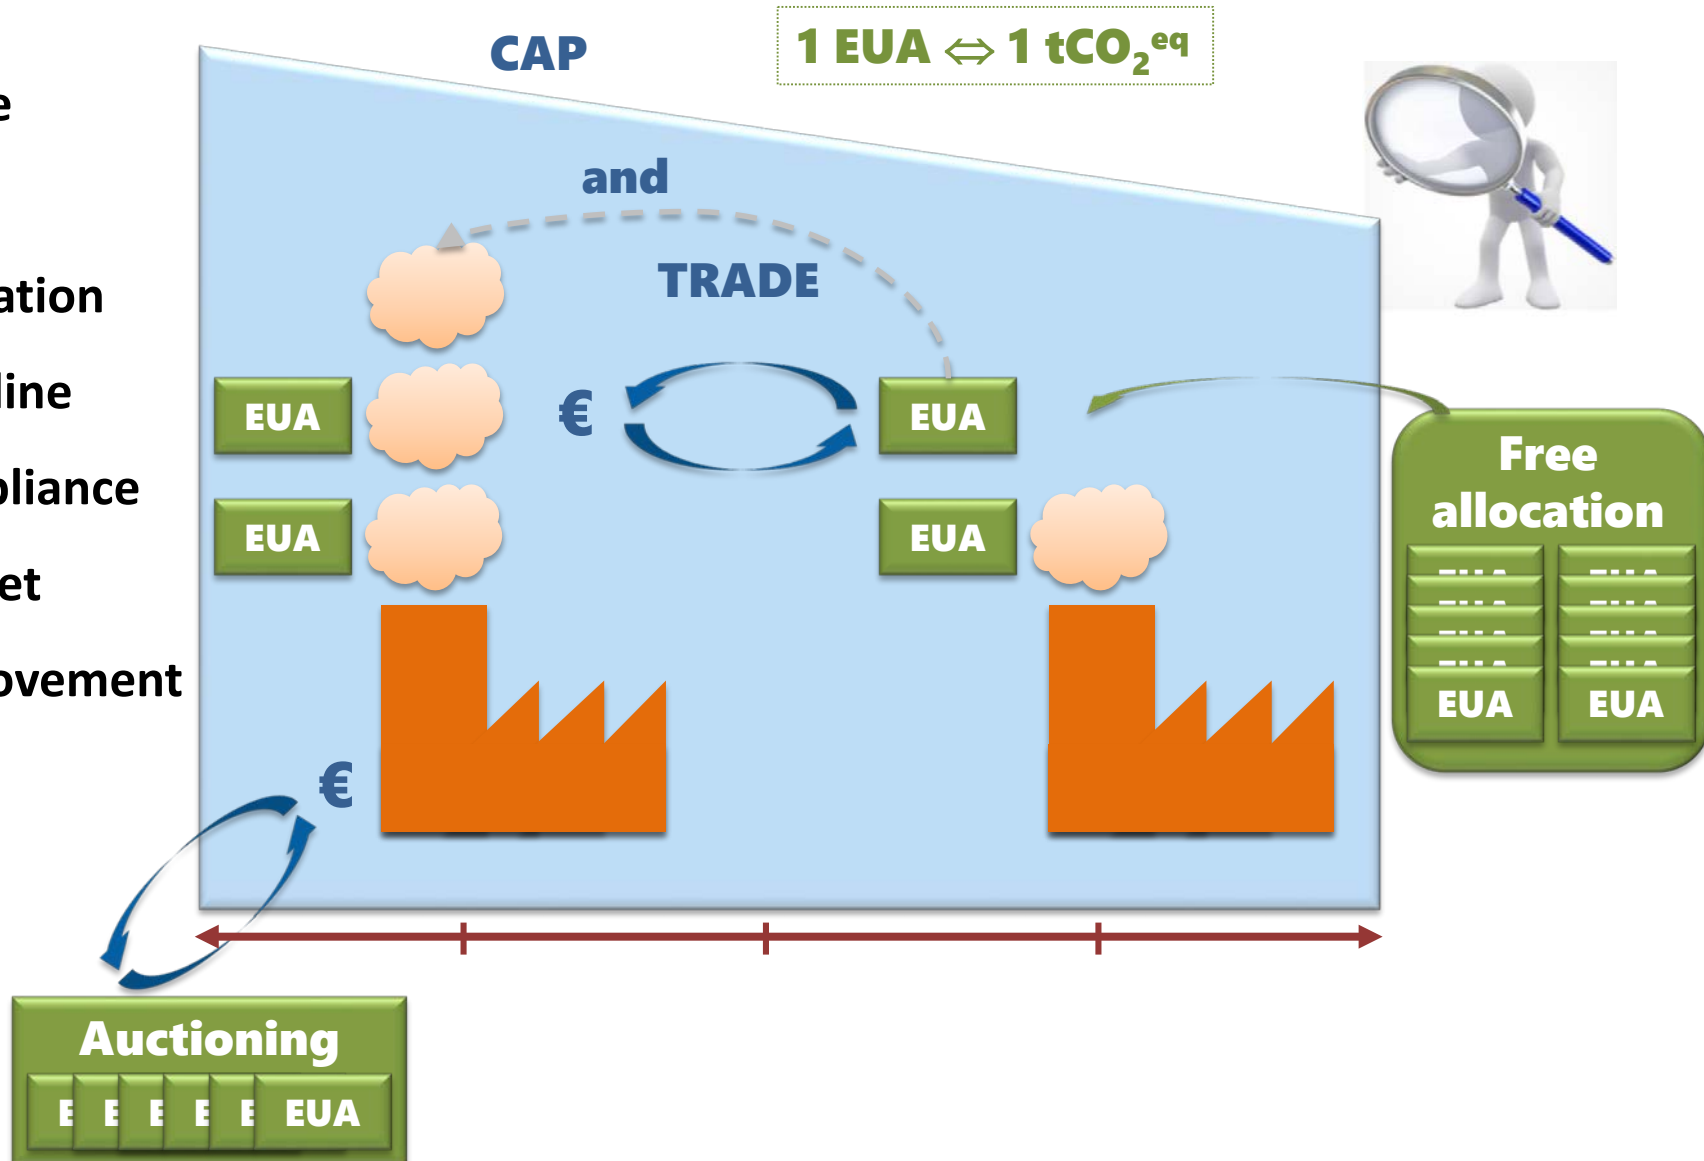 CAP
1 EUA ⇔ 1 tCO₂eq
e
and
ation
TRADE
line
EUA
€
EUA
Free
allocation
pliance
EUA
EUA
et
EUA
EUA
ovement
€
Auctioning
E E E E E EUA